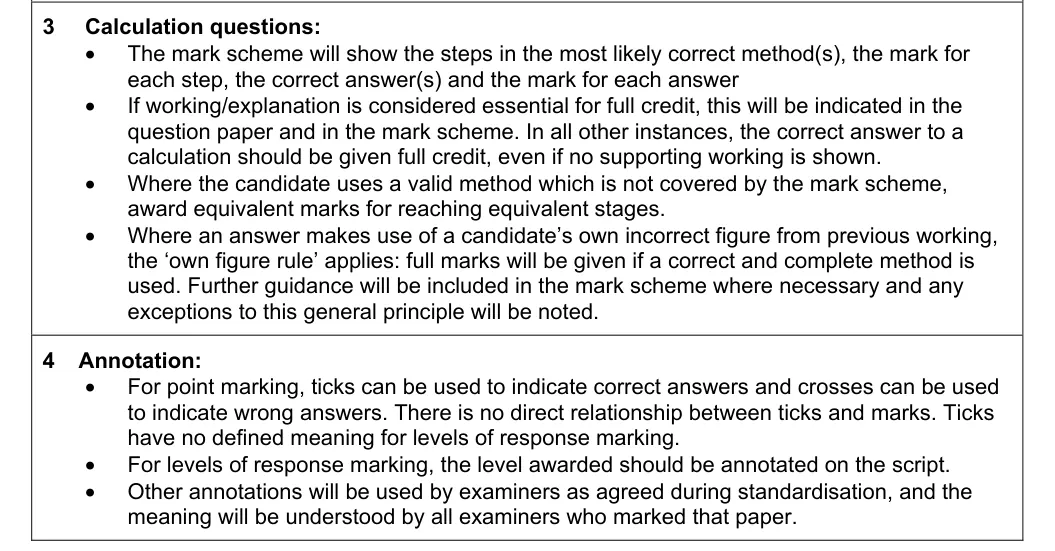 3 Calculation questions:
• The mark scheme will show the steps in the most likely correct method(s), the mark for
each step, the correct answer(s) and the mark for each answer
• If working/explanation is considered essential for full credit, this will be indicated in the
question paper and in the mark scheme. In all other instances, the correct answer to a
calculation should be given full credit, even if no supporting working is shown.
• Where the candidate uses a valid method which is not covered by the mark scheme,
award equivalent marks for reaching equivalent stages.
• Where an answer makes use of a candidate’s own incorrect figure from previous working,
the ‘own figure rule’ applies: full marks will be given if a correct and complete method is
used. Further guidance will be included in the mark scheme where necessary and any
exceptions to this general principle will be noted.
4 Annotation:
• For point marking, ticks can be used to indicate correct answers and crosses can be used
to indicate wrong answers. There is no direct relationship between ticks and marks. Ticks
have no defined meaning for levels of response marking.
• For levels of response marking, the level awarded should be annotated on the script.
• Other annotations will be used by examiners as agreed during standardisation, and the
meaning will be understood by all examiners who marked that paper.